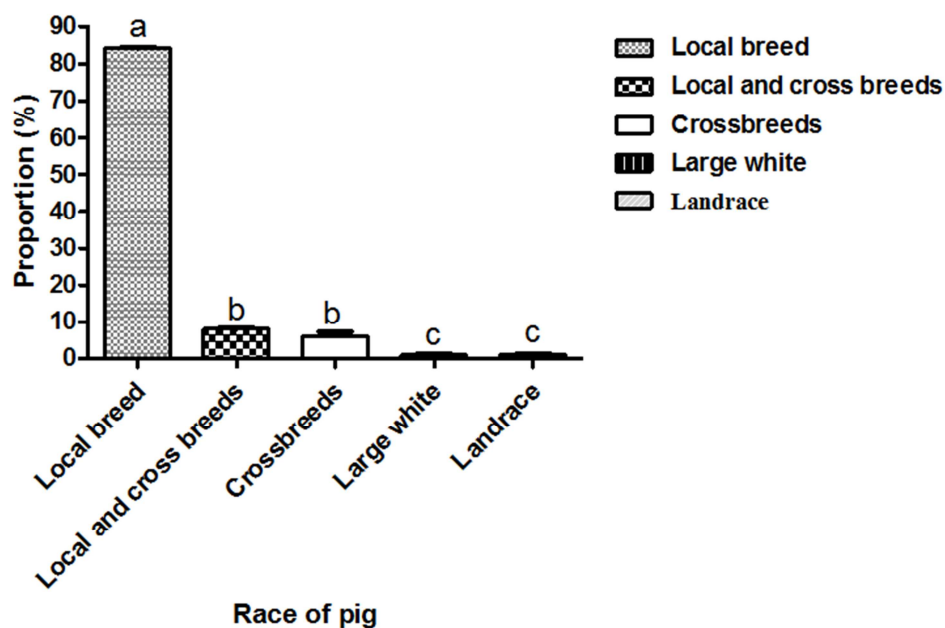 90
80
70
60
50
40
30
20
10
0
Proportion (%)
a
b
b
c
c
Local breed
Local and cross breeds
Crossbreeds
Large white
Landrace
Race of pig
Local breed
Local and cross breeds
Crossbreeds
Large white
Landrace